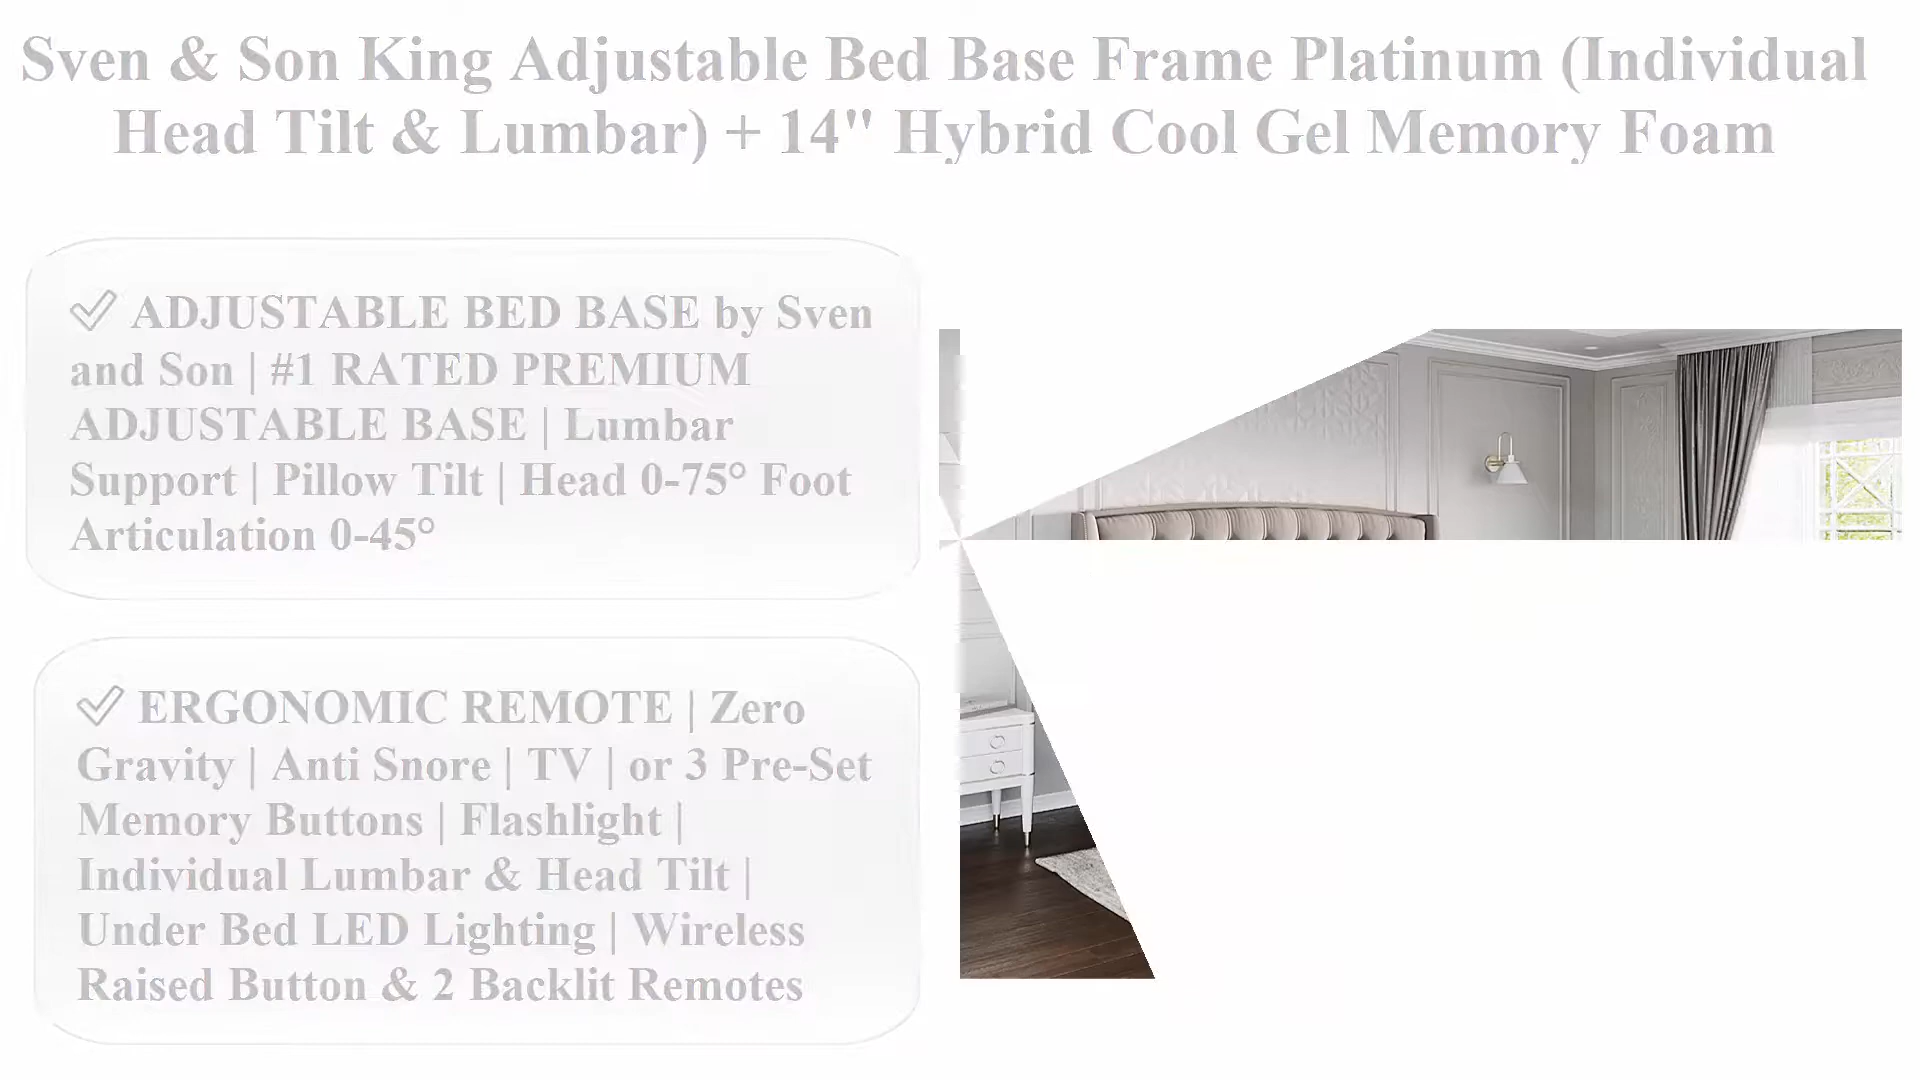 Sven & Son King Adjustable Bed Base Frame Platinum (Individual
Head Tilt & Lumbar) + 14" Hybrid Cool Gel Memory Foam
✓ ADJUSTABLE BED BASE by Sven
and Son | #1 RATED PREMIUM
ADJUSTABLE BASE | Lumbar
Support | Pillow Tilt | Head 0-75° Foot
Articulation 0-45°
✓ ERGONOMIC REMOTE | Zero
Gravity | Anti Snore | TV | or 3 Pre-Set
Memory Buttons | Flashlight |
Individual Lumbar & Head Tilt |
Under Bed LED Lighting | Wireless
Raised Button & 2 Backlit Remotes